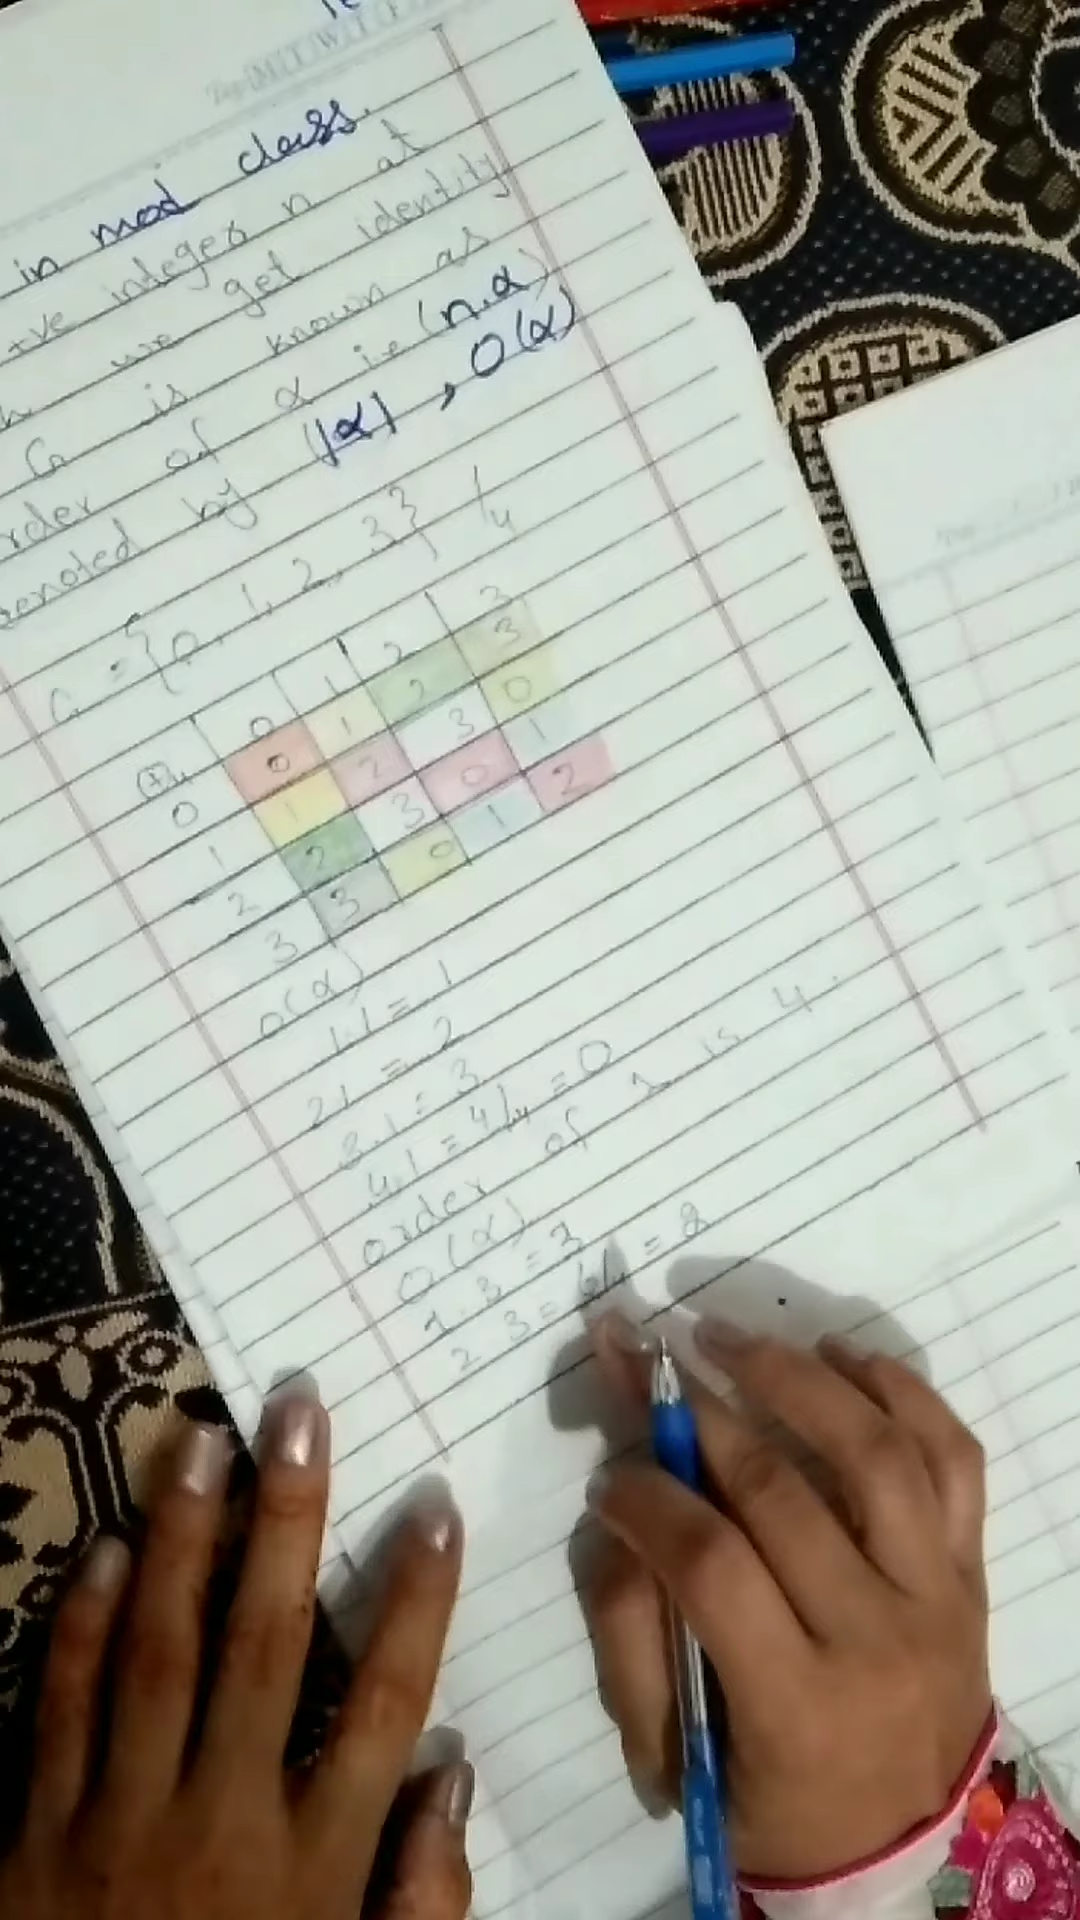 in mod class.
+ve integer n at
we get identity
G is known as
of α i.e (n.α)
denoted by (|α|) , O(α)
G = {0, 1, 2, 3} /4
(+)4 0 1 2 3
0 0 1 2 3
1 1 2 3 0
2 2 3 0 1
3 3 0 1 2
O(α)
1.1 = 1
2.1 = 2
3.1 = 3
4.1 = 4/4 = 0
order of 1 is 4.
O(α)
1 . 3 = 3
2 3 = 6/4 = 2